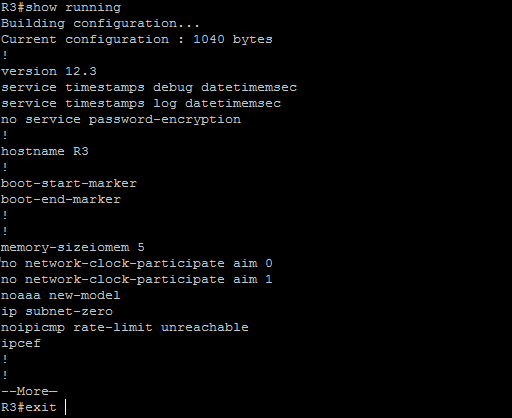 R3#show running
Building configuration...
Current configuration : 1040 bytes
!
version 12.3
service timestamps debug datetimemsec
service timestamps log datetimemsec
no service password-encryption
!
hostname R3
!
boot-start-marker
boot-end-marker
!
!
memory-sizeiomem 5
no network-clock-participate aim 0
no network-clock-participate aim 1
noaaa new-model
ip subnet-zero
noipicmp rate-limit unreachable
ipcef
!
!
--More—
R3#exit